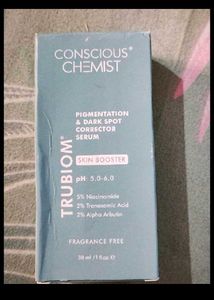 CONSCIOUS®
CHEMIST
PIGMENTATION
& DARK SPOT
CORRECTOR
SERUM
SKIN BOOSTER
pH: 5.0-6.0
5% Niacinamide
2% Tranexamic Acid
2% Alpha Arbutin
TRUBIOM®
FRAGRANCE FREE
30 ml / 1 fl oz. ℮